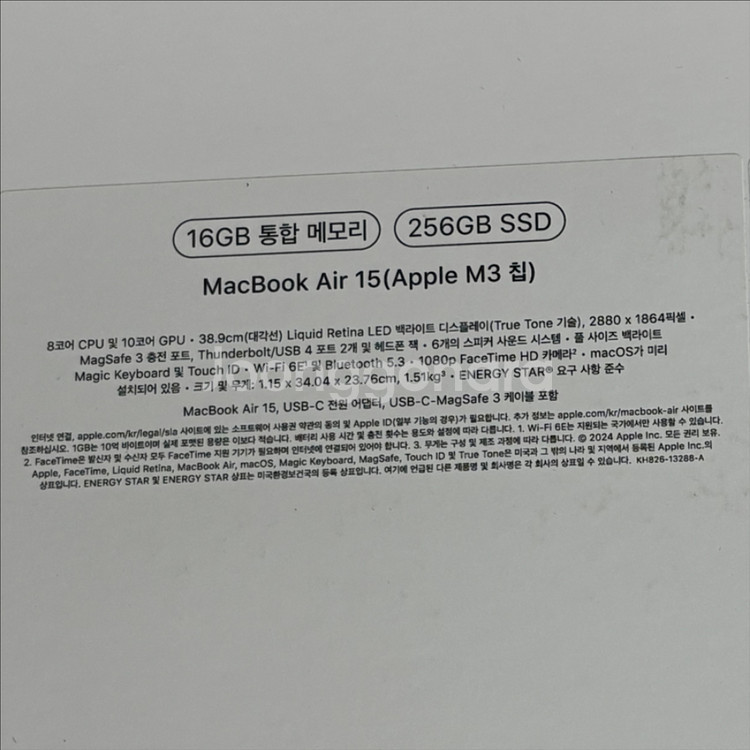 16GB 통합 메모리 256GB SSD
MacBook Air 15(Apple M3 칩)
8코어 CPU 및 10코어 GPU • 38.9cm(대각선) Liquid Retina LED 백라이트 디스플레이(True Tone 기술), 2880 x 1864픽셀 •
MagSafe 3 충전 포트, Thunderbolt/USB 4 포트 2개 및 헤드폰 잭 • 6개의 스피커 사운드 시스템 • 풀 사이즈 백라이트
Magic Keyboard 및 Touch ID • Wi-Fi 6E¹ 및 Bluetooth 5.3 • 1080p FaceTime HD 카메라² • macOS가 미리
설치되어 있음 • 크기 및 무게: 1.15 x 34.04 x 23.76cm, 1.51kg³ • ENERGY STAR® 요구 사항 준수
MacBook Air 15, USB-C 전원 어댑터, USB-C-MagSafe 3 케이블 포함
인터넷 연결, apple.com/kr/legal/sla 사이트에 있는 소프트웨어 사용권 약관의 동의 및 Apple ID(일부 기능의 경우)가 필요합니다. 추가 정보는 apple.com/kr/macbook-air 사이트를
참조하십시오. 1GB는 10억 바이트이며 실제 포맷된 용량은 이보다 적습니다. 배터리 사용 시간 및 충전 횟수는 용도와 설정에 따라 다릅니다. 1. Wi-Fi 6E는 지원되는 국가에서만 사용할 수 있습니다.
2. FaceTime은 발신자 및 수신자 모두 FaceTime 지원 기기가 필요하며 인터넷에 연결되어 있어야 합니다. 3. 무게는 구성 및 제조 과정에 따라 다릅니다. © 2024 Apple Inc. 모든 권리 보유.
Apple, FaceTime, Liquid Retina, MacBook Air, macOS, Magic Keyboard, MagSafe, Touch ID 및 True Tone은 미국과 그 밖의 나라 및 지역에서 등록된 Apple Inc.의
상표입니다. ENERGY STAR 및 ENERGY STAR 상표는 미국환경보건국의 등록 상표입니다. 여기에 언급된 다른 제품명 및 회사명은 각 회사의 상표일 수 있습니다. KH826-13288-A